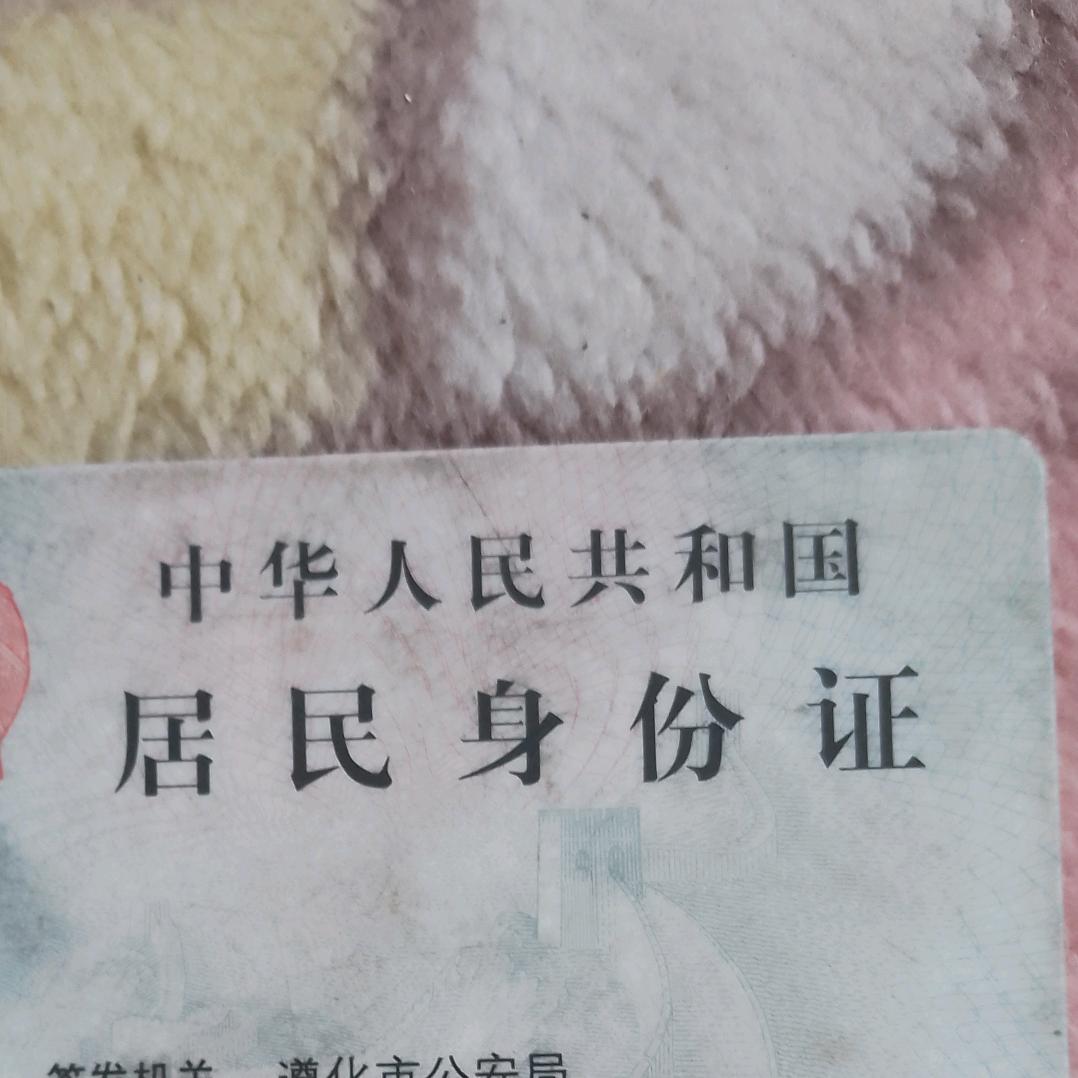 中华人民共和国
居民身份证
签发机关 遵化市公安局